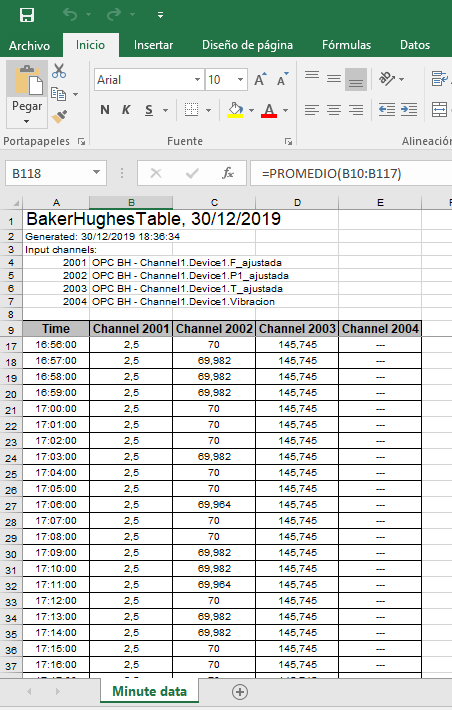 Archivo Inicio Insertar Diseño de página Fórmulas Datos
Arial 10 A A
Pegar N K S A
Portapapeles Fuente Alineación
B118 fx =PROMEDIO(B10:B117)
A B C D E
1 BakerHughesTable, 30/12/2019
2 Generated: 30/12/2019 18:36:34
3 Input channels:
4 2001 OPC BH - Channel1.Device1.F_ajustada
5 2002 OPC BH - Channel1.Device1.P1_ajustada
6 2003 OPC BH - Channel1.Device1.T_ajustada
7 2004 OPC BH - Channel1.Device1.Vibracion
8
9 Time Channel 2001 Channel 2002 Channel 2003 Channel 2004
17 16:56:00 2,5 70 145,745 ---
18 16:57:00 2,5 69,982 145,745 ---
19 16:58:00 2,5 69,982 145,745 ---
20 16:59:00 2,5 69,982 145,745 ---
21 17:00:00 2,5 70 145,745 ---
22 17:01:00 2,5 70 145,745 ---
23 17:02:00 2,5 70 145,745 ---
24 17:03:00 2,5 69,982 145,745 ---
25 17:04:00 2,5 70 145,745 ---
26 17:05:00 2,5 70 145,745 ---
27 17:06:00 2,5 69,964 145,745 ---
28 17:07:00 2,5 70 145,745 ---
29 17:08:00 2,5 70 145,745 ---
30 17:09:00 2,5 69,982 145,745 ---
31 17:10:00 2,5 69,982 145,745 ---
32 17:11:00 2,5 69,964 145,745 ---
33 17:12:00 2,5 70 145,745 ---
34 17:13:00 2,5 69,982 145,745 ---
35 17:14:00 2,5 69,982 145,745 ---
36 17:15:00 2,5 70 145,745 ---
37 17:16:00 2,5 70 145,745 ---
Minute data